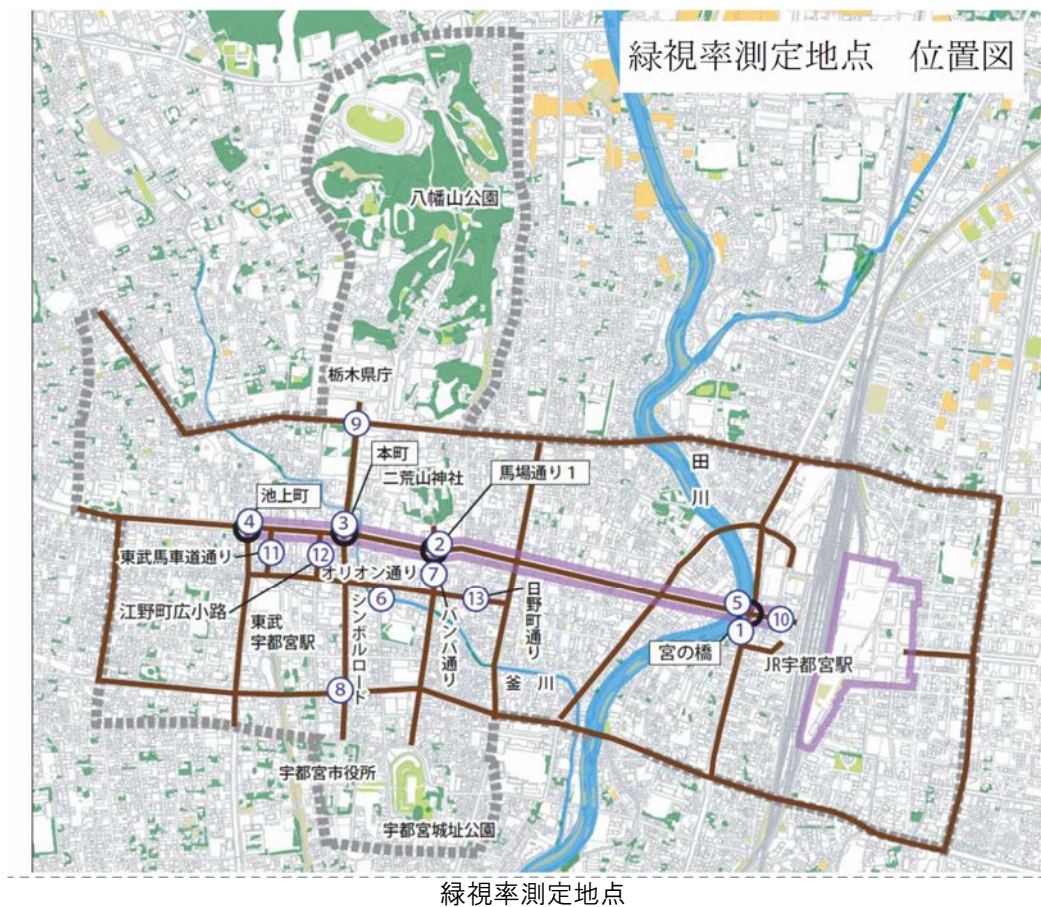 緑視率測定地点 位置図
八幡山公園
栃木県庁
⑨
本町
二荒山神社
馬場通り1
田川
池上町
④
③
②
東武馬車道通り
⑪
⑫
オリオン通り
⑦
江野町広小路
⑥
⑬
日野町通り
⑤
⑩
①
東武
宇都宮駅
シンボルロード
バンバ通り
宮の橋
JR宇都宮駅
釜川
⑧
宇都宮市役所
宇都宮城址公園
緑視率測定地点